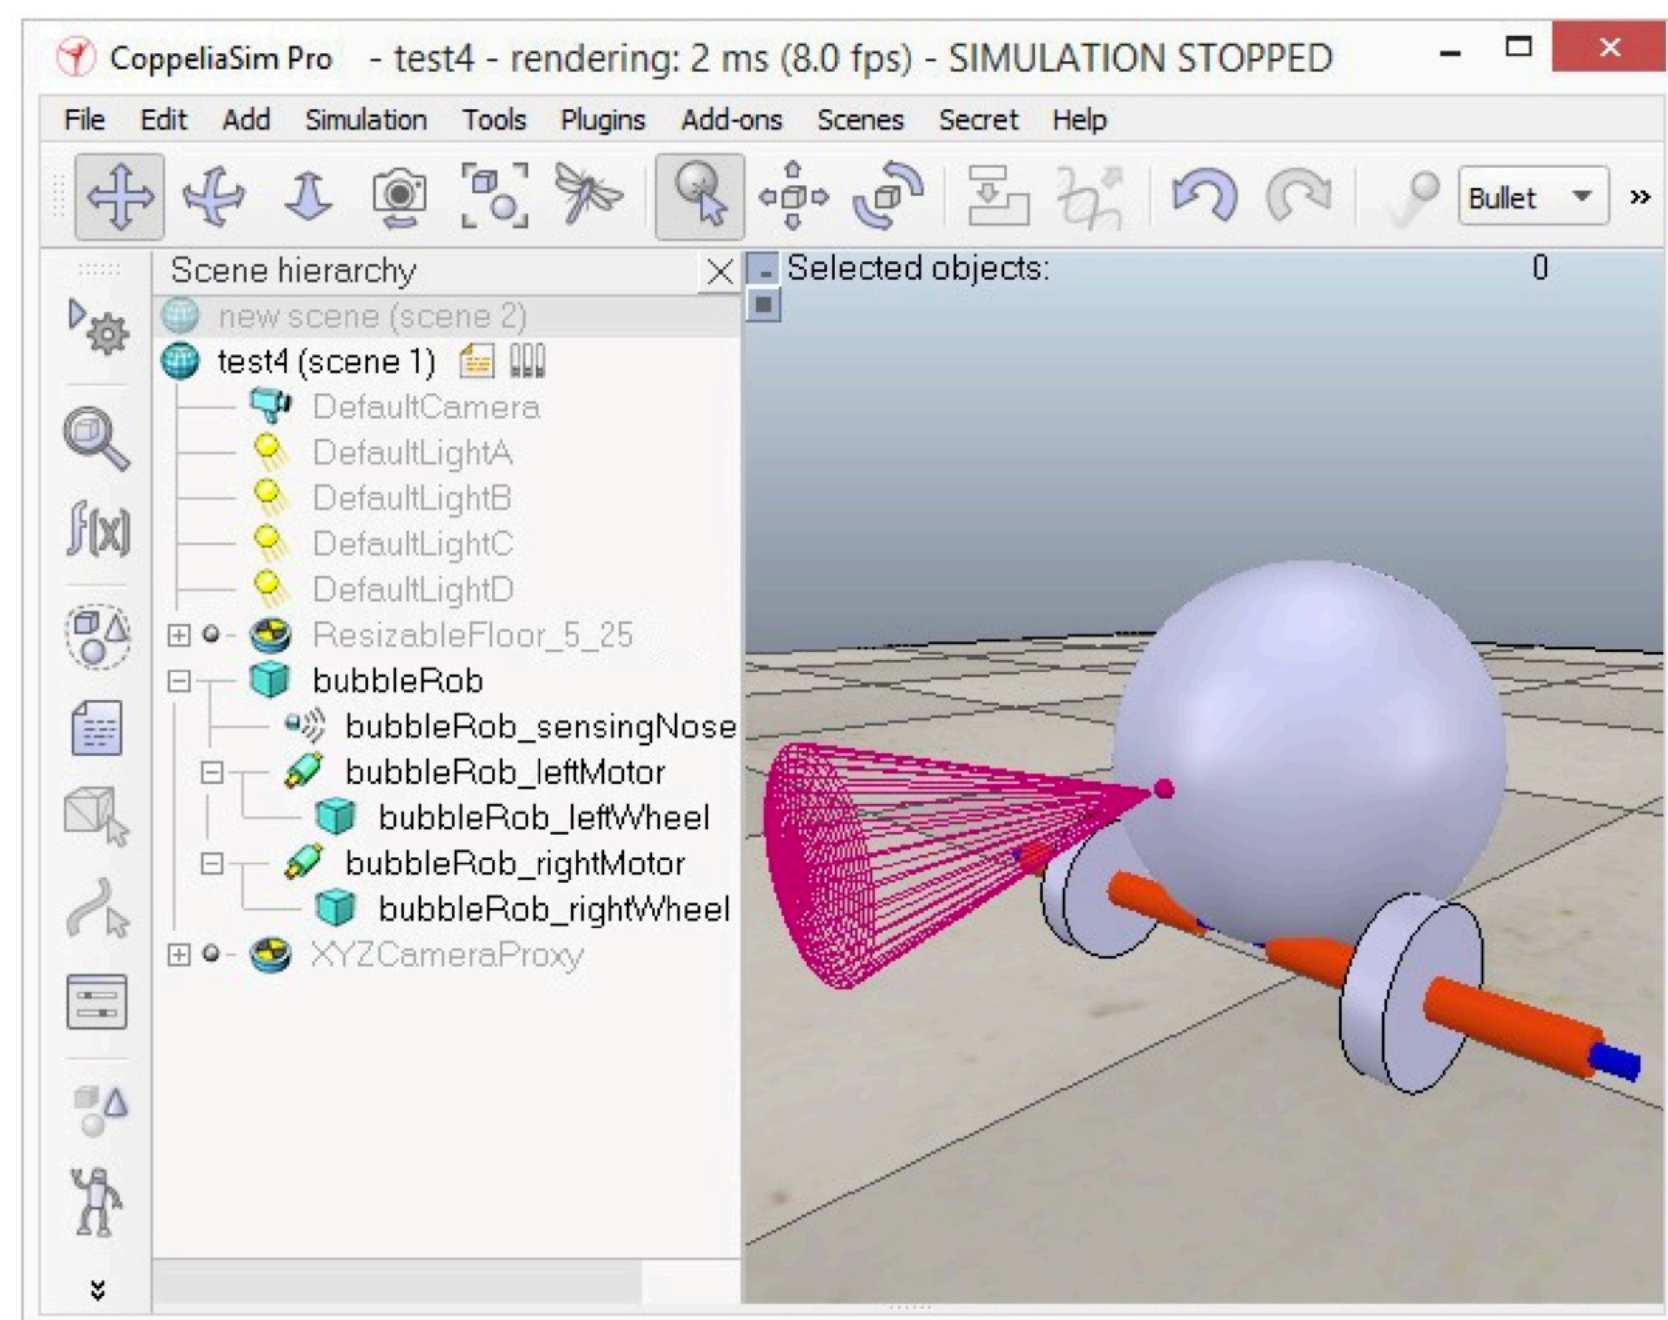 CoppeliaSim Pro - test4 - rendering: 2 ms (8.0 fps) - SIMULATION STOPPED
File Edit Add Simulation Tools Plugins Add-ons Scenes Secret Help
Bullet
f(x)
Scene hierarchy
Selected objects: 0
new scene (scene 2)
test4 (scene 1)
DefaultCamera
DefaultLightA
DefaultLightB
DefaultLightC
DefaultLightD
ResizableFloor_5_25
bubbleRob
bubbleRob_sensingNose
bubbleRob_leftMotor
bubbleRob_leftWheel
bubbleRob_rightMotor
bubbleRob_rightWheel
XYZCameraProxy